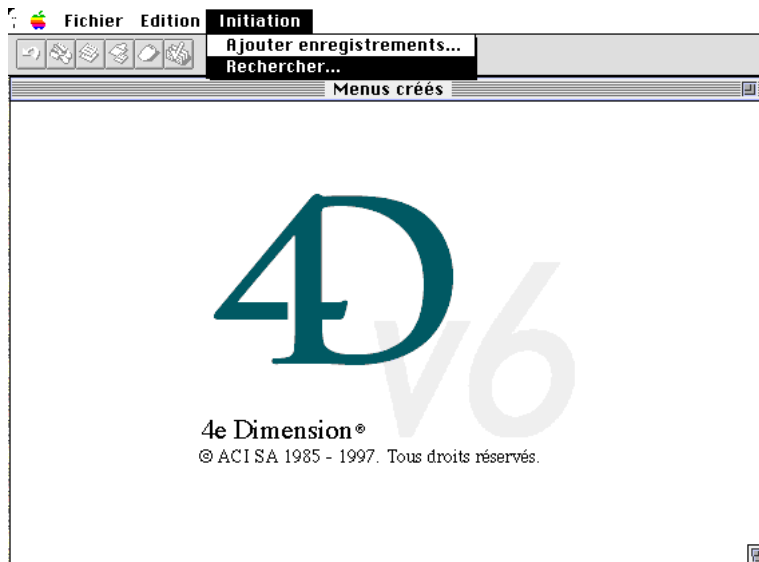 Fichier Edition Initiation
Ajouter enregistrements...
Rechercher...
Menus créés
4D
v6
4e Dimension®
© ACI SA 1985 - 1997. Tous droits réservés.